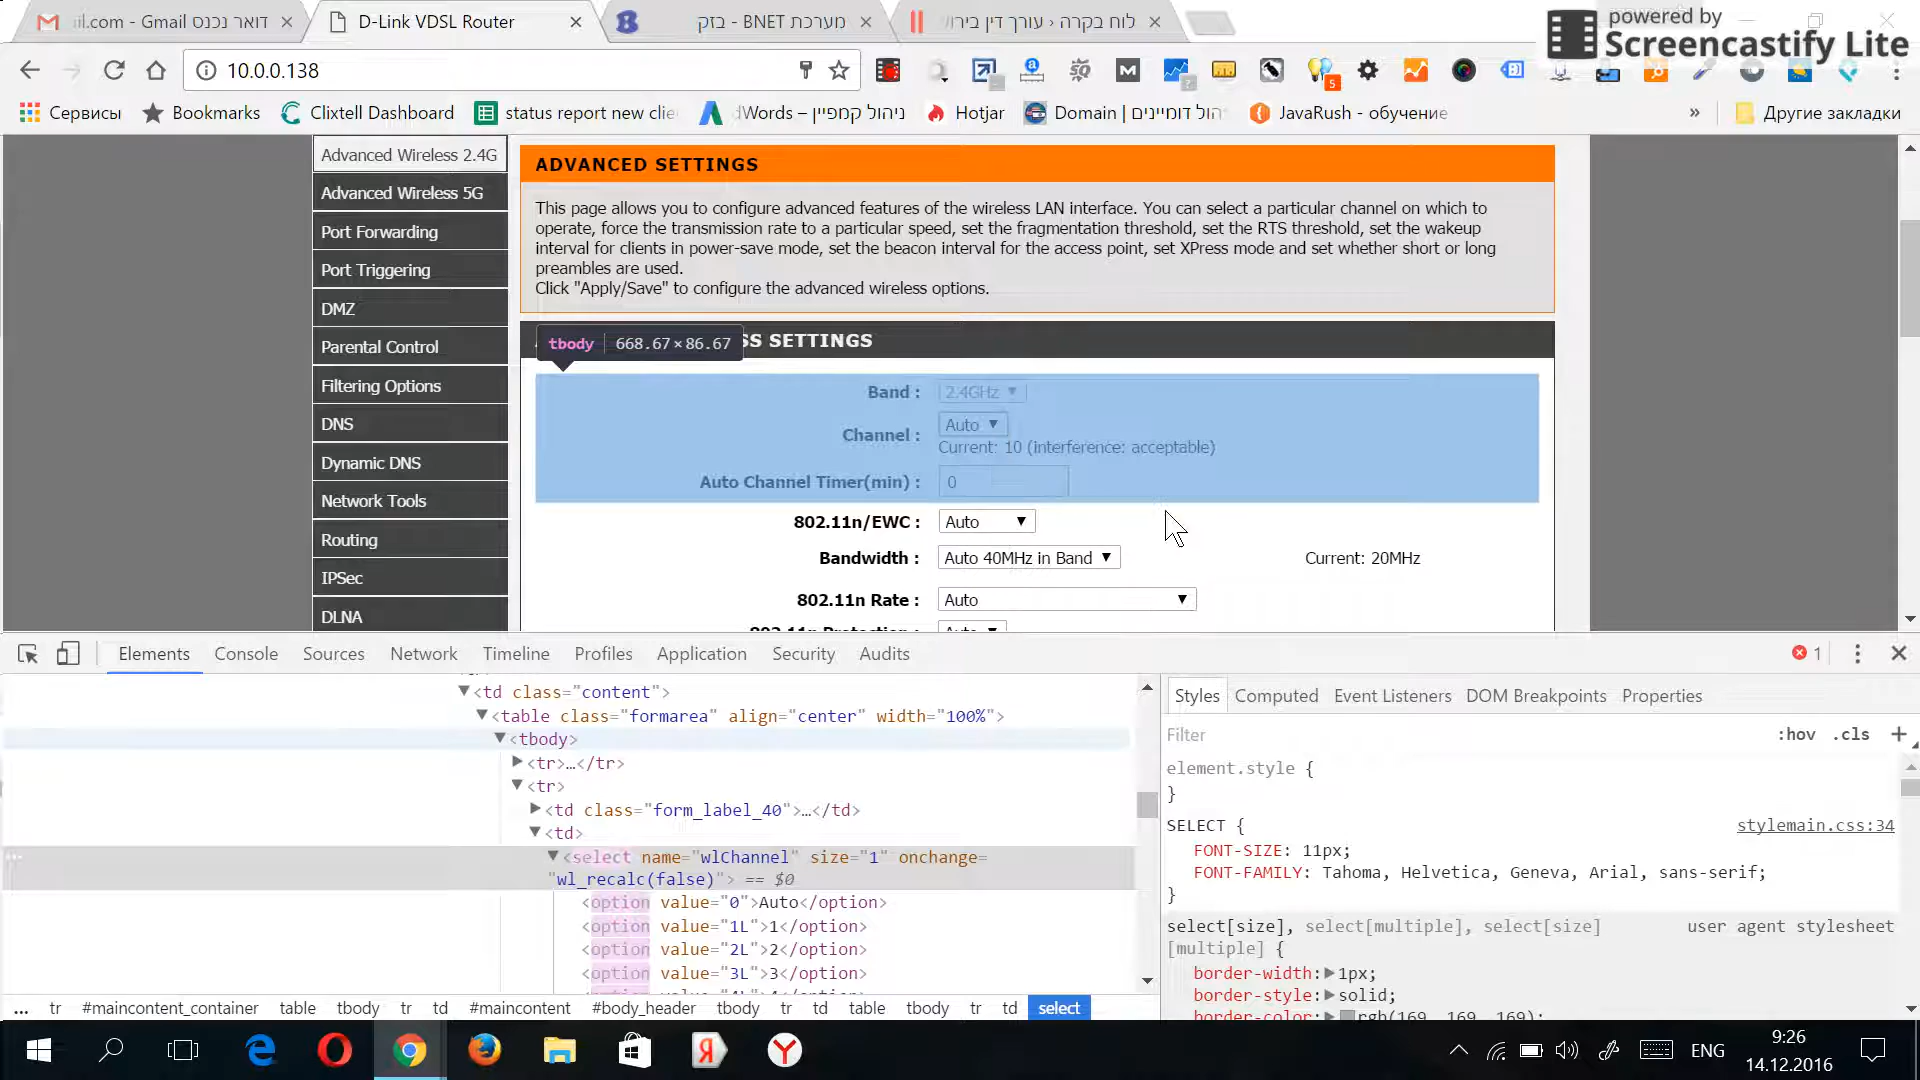 powered by
Screencastify Lite
il.com - Gmail דואר נכנס
D-Link VDSL Router
מערכת BNET - בזק
לוח בקרה ‹ עורך דין בירו
10.0.0.138
5
Сервисы
Bookmarks
Clixtell Dashboard
status report new clie
dWords – ניהול קמפיין
Hotjar
Domain | הול דומיינים
JavaRush - обучение
»
Другие закладки
Advanced Wireless 2.4G
Advanced Wireless 5G
Port Forwarding
Port Triggering
DMZ
Parental Control
Filtering Options
DNS
Dynamic DNS
Network Tools
Routing
IPSec
DLNA
ADVANCED SETTINGS
This page allows you to configure advanced features of the wireless LAN interface. You can select a particular channel on which to
operate, force the transmission rate to a particular speed, set the fragmentation threshold, set the RTS threshold, set the wakeup
interval for clients in power-save mode, set the beacon interval for the access point, set XPress mode and set whether short or long
preambles are used.
Click "Apply/Save" to configure the advanced wireless options.
SS SETTINGS
tbody 668.67×86.67
Band : 2.4GHz
Channel : Auto
Current: 10 (interference: acceptable)
Auto Channel Timer(min) : 0
802.11n/EWC : Auto
Bandwidth : Auto 40MHz in Band Current: 20MHz
802.11n Rate : Auto
802.11n Protection : Auto
Elements Console Sources Network Timeline Profiles Application Security Audits 1
<td class="content">
<table class="formarea" align="center" width="100%">
<tbody>
<tr>…</tr>
<tr>
<td class="form_label_40">…</td>
<td>
<select name="wlChannel" size="1" onchange=
"wl_recalc(false)"> == $0
<option value="0">Auto</option>
<option value="1L">1</option>
<option value="2L">2</option>
<option value="3L">3</option>
... tr #maincontent_container table tbody tr td #maincontent #body_header tbody tr td table tbody tr td select
Styles Computed Event Listeners DOM Breakpoints Properties
Filter :hov .cls +
element.style {
}
SELECT { stylemain.css:34
FONT-SIZE: 11px;
FONT-FAMILY: Tahoma, Helvetica, Geneva, Arial, sans-serif;
}
select[size], select[multiple], select[size] user agent stylesheet
[multiple] {
border-width: 1px;
border-style: solid;
border-color: rgb(169, 169, 169);
ENG
9:26
14.12.2016